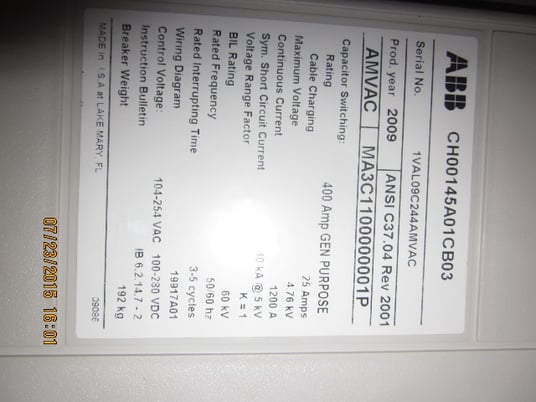 ABB CH00145A01CB03
Serial No. 1VAL09C244AMVAC
Prod. year 2009 ANSI C37.04 Rev 2001
AMVAC MA3C1100000001P
Capacitor Switching:
Rating 400 Amp GEN PURPOSE
Cable Charging 25 Amps
Maximum Voltage 4.76 kV
Continuous Current 1200 A
Sym. Short Circuit Current 40 kA @ 5 kV
Voltage Range Factor K = 1
BIL Rating 60 kV
Rated Frequency 50/60 hz
Rated Interrupting Time 3-5 cycles
Wiring Diagram 19917A01
Control Voltage: 104-254 VAC 100-280 VDC
Instruction Bulletin IB 6.2.14.7 - 2
Breaker Weight 192 kg
MADE in U S A at LAKE MARY, FL 09086
07/23/2015 16:01